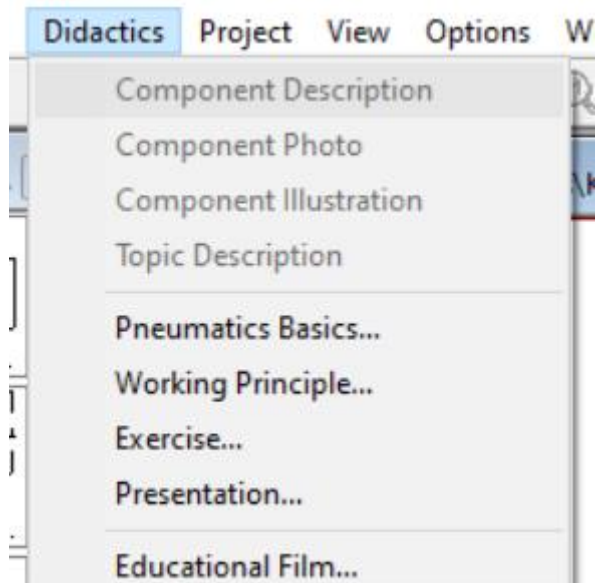 Didactics Project View Options W
Component Description
Component Photo
Component Illustration
Topic Description
Pneumatics Basics...
Working Principle...
Exercise...
Presentation...
Educational Film...